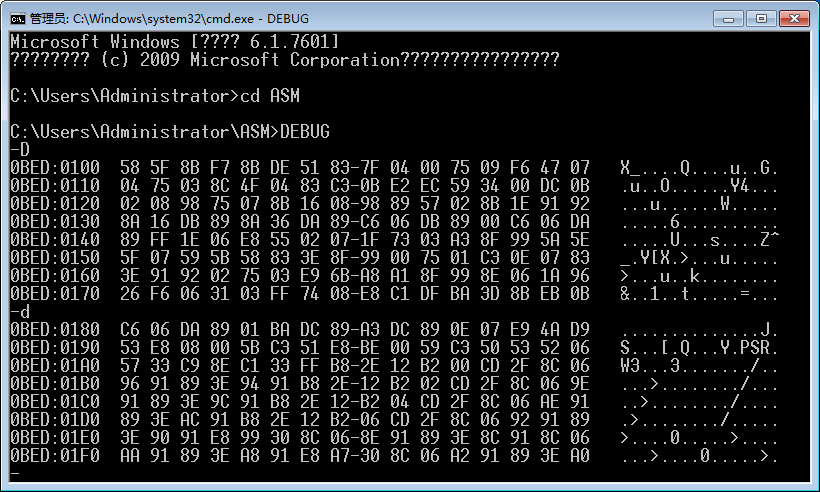 管理员: C:\Windows\system32\cmd.exe - DEBUG
Microsoft Windows [???? 6.1.7601]
???????? (c) 2009 Microsoft Corporation????????????????
C:\Users\Administrator>cd ASM
C:\Users\Administrator\ASM>DEBUG
-D
0BED:0100  58 5F 8B F7 8B DE 51 83-7F 04 00 75 09 F6 47 07   X_....Q....u..G.
0BED:0110  04 75 03 8C 4F 04 83 C3-0B E2 EC 59 34 00 DC 0B   .u..O......Y4...
0BED:0120  02 08 98 75 07 8B 16 08-98 89 57 02 8B 1E 91 92   ...u......W.....
0BED:0130  8A 16 DB 89 8A 36 DA 89-C6 06 DB 89 00 C6 06 DA   .....6..........
0BED:0140  89 FF 1E 06 E8 55 02 07-1F 73 03 A3 8F 99 5A 5E   .....U...s....Z^
0BED:0150  5F 07 59 5B 58 83 3E 8F-99 00 75 01 C3 0E 07 83   _.Y[X.>...u.....
0BED:0160  3E 91 92 02 75 03 E9 6B-A8 A1 8F 99 8E 06 1A 96   >...u..k........
0BED:0170  26 F6 06 31 03 FF 74 08-E8 C1 DF BA 3D 8B EB 0B   &..1..t.....=...
-d
0BED:0180  C6 06 DA 89 01 BA DC 89-A3 DC 89 0E 07 E9 4A D9   ..............J.
0BED:0190  53 E8 08 00 5B C3 51 E8-BE 00 59 C3 50 53 52 06   S...[.Q...Y.PSR.
0BED:01A0  57 33 C9 8E C1 33 FF B8-2E 12 B2 00 CD 2F 8C 06   W3...3......./..
0BED:01B0  96 91 89 3E 94 91 B8 2E-12 B2 02 CD 2F 8C 06 9E   ...>......../...
0BED:01C0  91 89 3E 9C 91 B8 2E 12-B2 04 CD 2F 8C 06 AE 91   ..>......../....
0BED:01D0  89 3E AC 91 B8 2E 12 B2-06 CD 2F 8C 06 92 91 89   .>......../.....
0BED:01E0  3E 90 91 E8 99 30 8C 06-8E 91 89 3E 8C 91 8C 06   >....0.....>....
0BED:01F0  AA 91 89 3E A8 91 E8 A7-30 8C 06 A2 91 89 3E A0   ...>....0.....>.
-